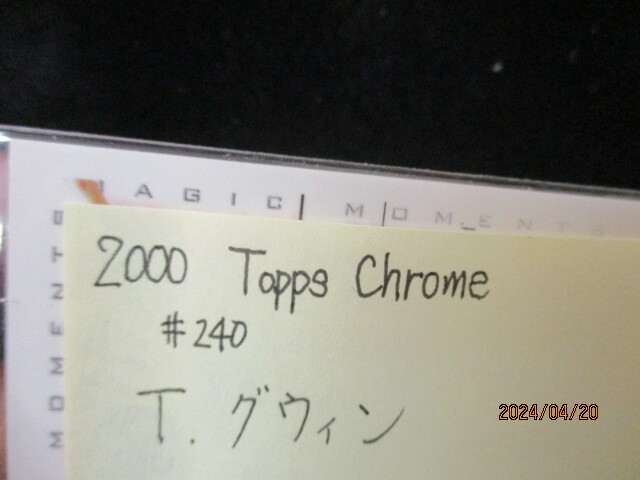 MAGIC MOMENTS
MOMENTS
2000 Topps Chrome
#240
T. グウィン
2024/04/20